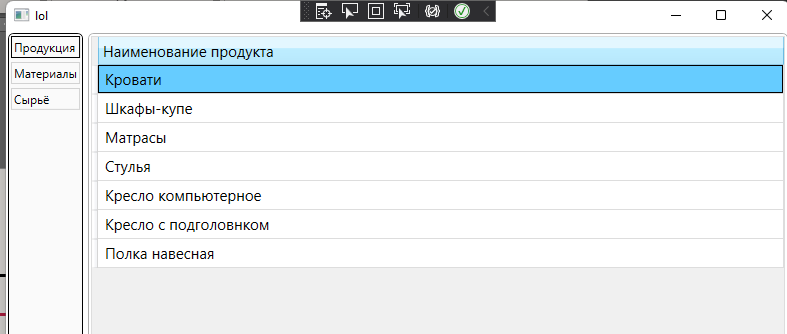 lol
Продукция
Материалы
Сырьё
Наименование продукта
Кровати
Шкафы-купе
Матрасы
Стулья
Кресло компьютерное
Кресло с подголовнком
Полка навесная